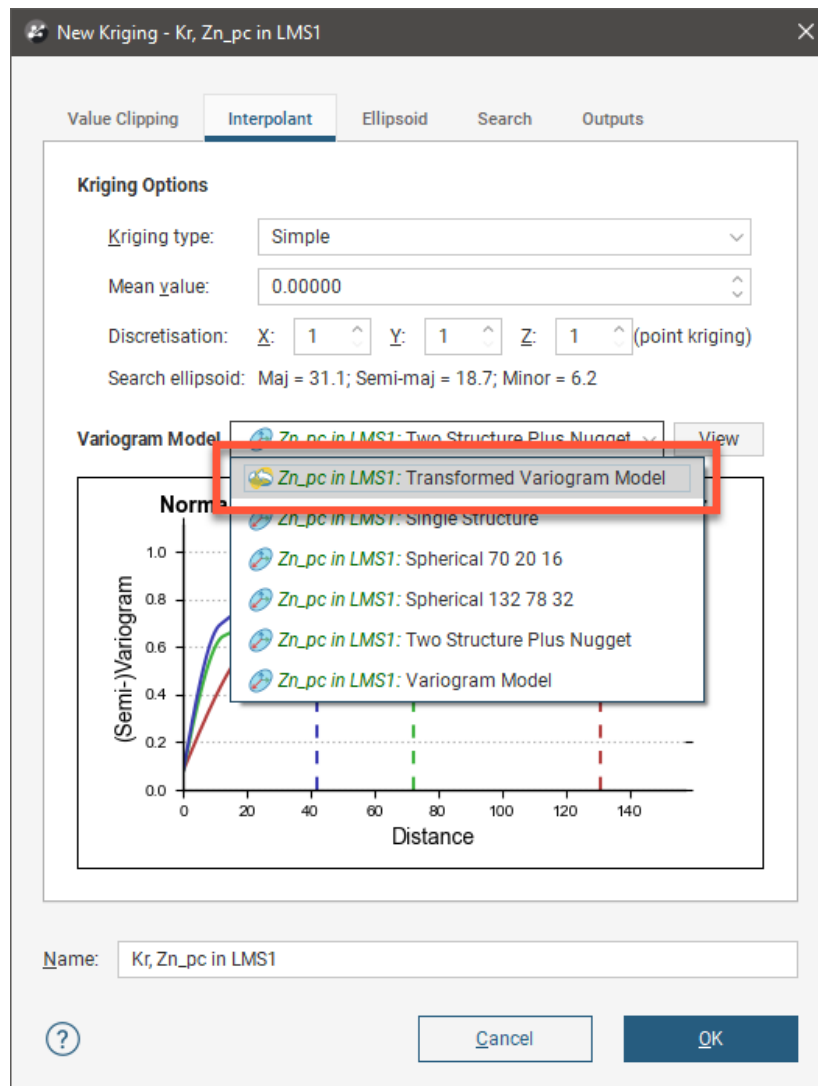 New Kriging - Kr, Zn_pc in LMS1
Value Clipping Interpolant Ellipsoid Search Outputs
Kriging Options
Kriging type: Simple
Mean value: 0.00000
Discretisation: X: 1 Y: 1 Z: 1 (point kriging)
Search ellipsoid: Maj = 31.1; Semi-maj = 18.7; Minor = 6.2
Variogram Model Zn_pc in LMS1: Two Structure Plus Nugget View
Zn_pc in LMS1: Transformed Variogram Model
Norm
Zn_pc in LMS1: Single Structure
Zn_pc in LMS1: Spherical 70 20 16
Zn_pc in LMS1: Spherical 132 78 32
Zn_pc in LMS1: Two Structure Plus Nugget
Zn_pc in LMS1: Variogram Model
(Semi-)Variogram
1.0
0.8
0.6
0.4
0.2
0.0
0 20 40 60 80 100 120 140
Distance
Name: Kr, Zn_pc in LMS1
? Cancel OK